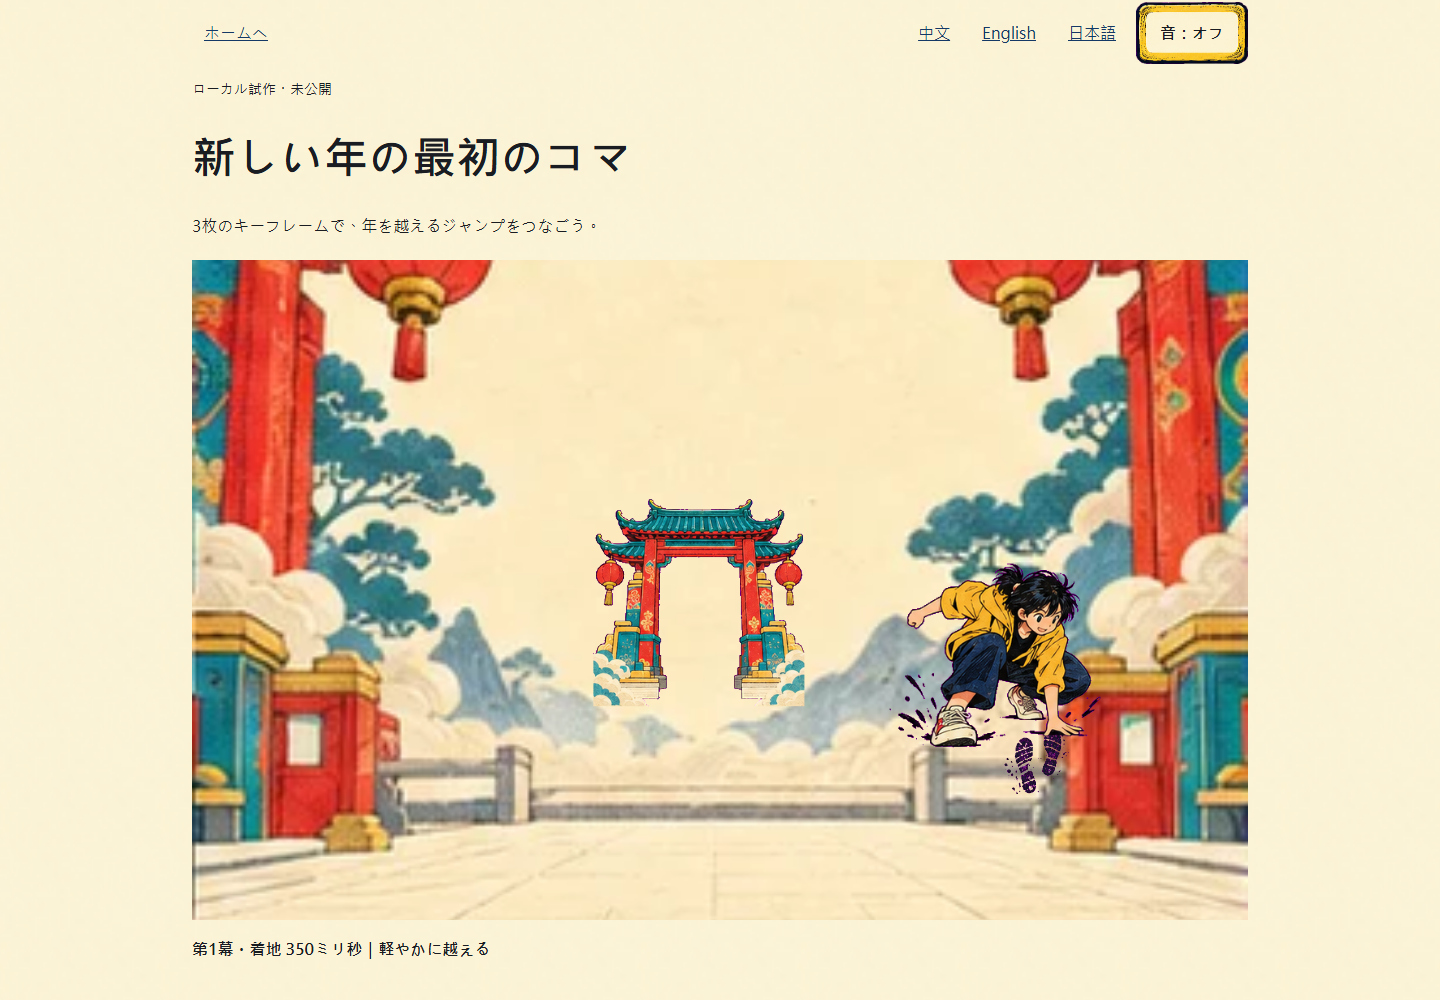 ホームへ
中文
English
日本語
音：オフ
ローカル試作・未公開
新しい年の最初のコマ
3枚のキーフレームで、年を越えるジャンプをつなごう。
第1幕・着地 350ミリ秒 | 軽やかに越える